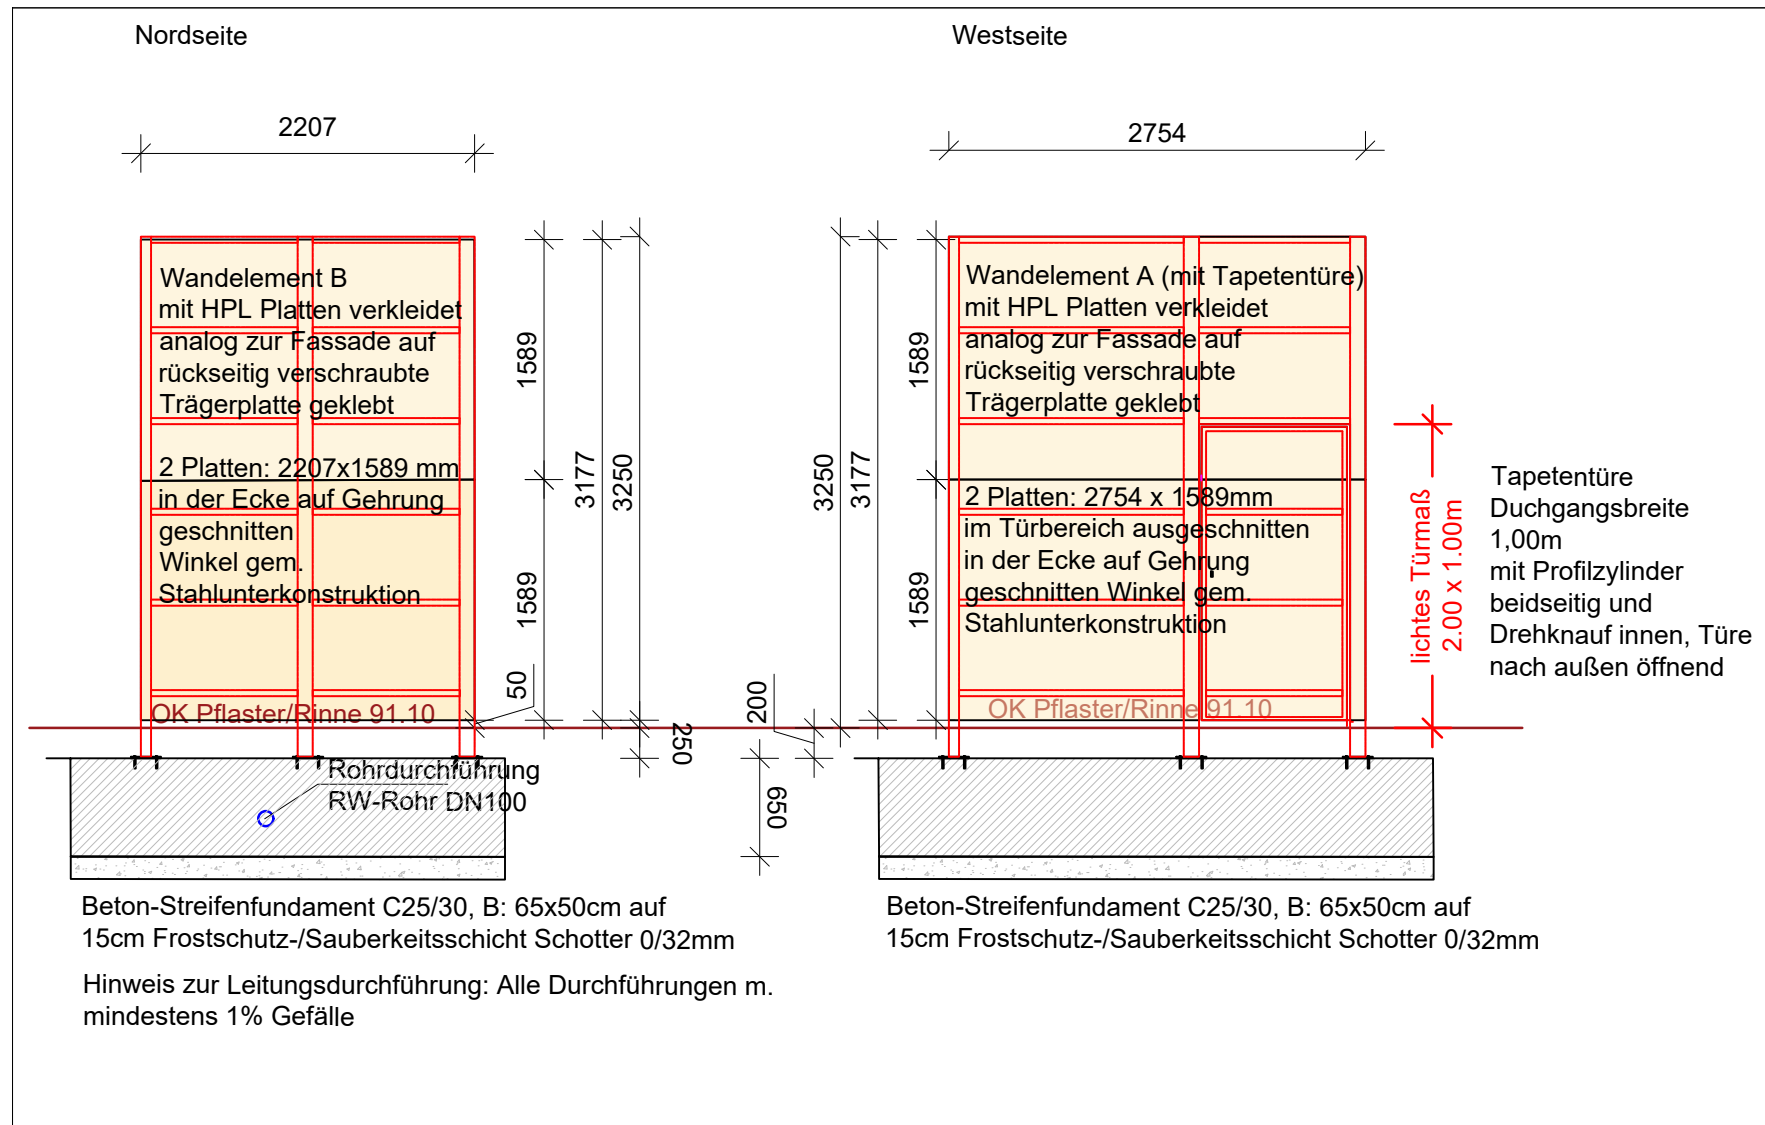 Nordseite
Westseite
2207
2754
Wandelement B
mit HPL Platten verkleidet
analog zur Fassade auf
rückseitig verschraubte
Trägerplatte geklebt
2 Platten: 2207x1589 mm
in der Ecke auf Gehrung
geschnitten
Winkel gem.
Stahlunterkonstruktion
OK Pflaster/Rinne 91.10
1589
1589
3177
3250
50
250
Rohrdurchführung
RW-Rohr DN100
Wandelement A (mit Tapetentüre)
mit HPL Platten verkleidet
analog zur Fassade auf
rückseitig verschraubte
Trägerplatte geklebt
2 Platten: 2754 x 1589mm
im Türbereich ausgeschnitten
in der Ecke auf Gehrung
geschnitten Winkel gem.
Stahlunterkonstruktion
OK Pflaster/Rinne 91.10
3250
3177
1589
1589
200
650
lichtes Türmaß
2.00 x 1.00m
Tapetentüre
Duchgangsbreite
1,00m
mit Profilzylinder
beidseitig und
Drehknauf innen, Türe
nach außen öffnend
Beton-Streifenfundament C25/30, B: 65x50cm auf
15cm Frostschutz-/Sauberkeitsschicht Schotter 0/32mm
Hinweis zur Leitungsdurchführung: Alle Durchführungen m.
mindestens 1% Gefälle
Beton-Streifenfundament C25/30, B: 65x50cm auf
15cm Frostschutz-/Sauberkeitsschicht Schotter 0/32mm